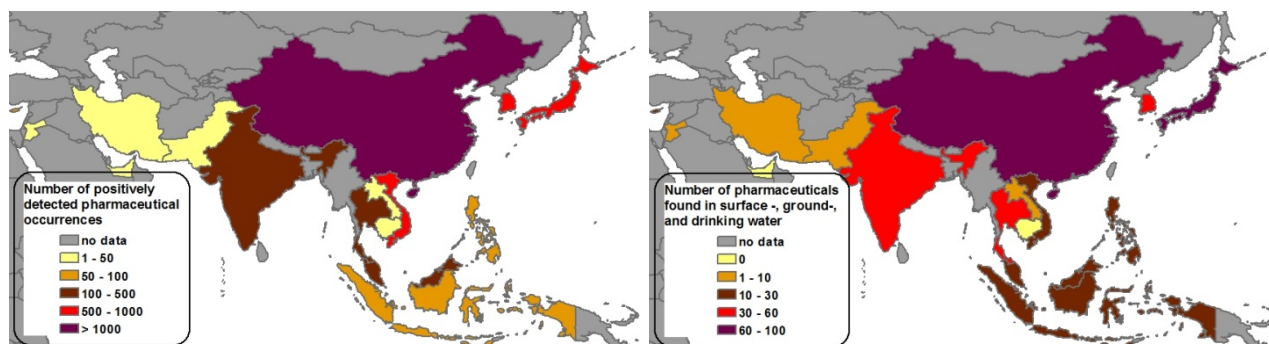 Number of positively
detected pharmaceutical
occurrences
no data
1 - 50
50 - 100
100 - 500
500 - 1000
> 1000
Number of pharmaceuticals
found in surface -, ground-,
and drinking water
no data
0
1 - 10
10 - 30
30 - 60
60 - 100